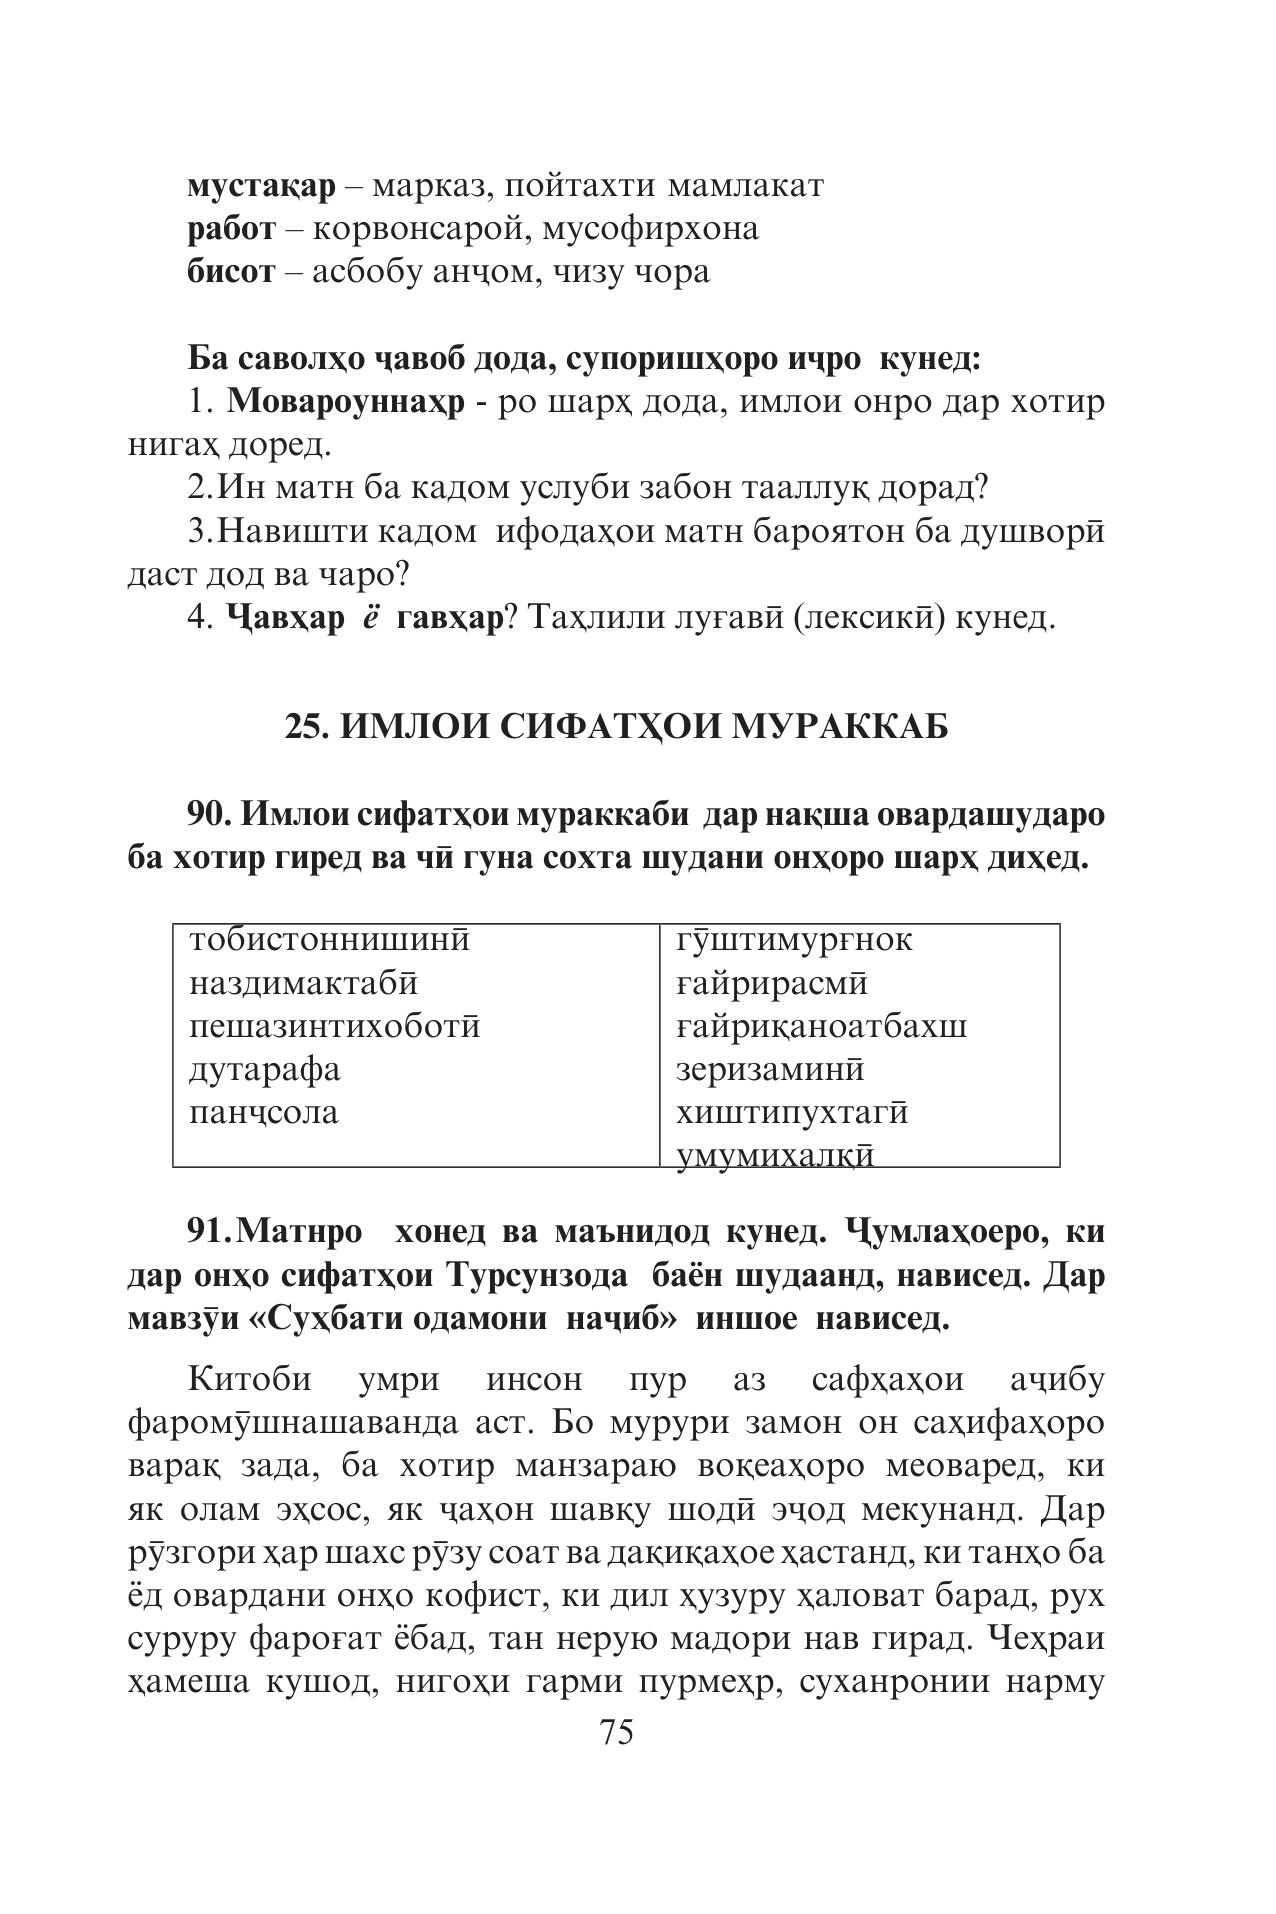 мустақар – марказ, пойтахти мамлакат
работ – корвонсарой, мусофирхона
бисот – асбобу анҷом, чизу чора
Ба саволҳо ҷавоб дода, супоришҳоро иҷро кунед:
1. Мовароуннаҳр - ро шарҳ дода, имлои онро дар хотир
нигаҳ доред.
2.Ин матн ба кадом услуби забон тааллуқ дорад?
3.Навишти кадом ифодаҳои матн бароятон ба душворӣ
даст дод ва чаро?
4. Ҷавҳар ё гавҳар? Таҳлили луғавӣ (лексикӣ) кунед.
25. ИМЛОИ СИФАТҲОИ МУРАККАБ
90. Имлои сифатҳои мураккаби дар нақша овардашударо
ба хотир гиред ва чӣ гуна сохта шудани онҳоро шарҳ диҳед.
тобистоннишинӣ
наздимактабӣ
пешазинтихоботӣ
дутарафа
панҷсола
гӯштимурғнок
ғайрирасмӣ
ғайриқаноатбахш
зеризаминӣ
хиштипухтагӣ
умумихалқӣ
91.Матнро хонед ва маънидод кунед. Ҷумлаҳоеро, ки
дар онҳо сифатҳои Турсунзода баён шудаанд, нависед. Дар
мавзӯи «Суҳбати одамони наҷиб» иншое нависед.
Китоби умри инсон пур аз сафҳаҳои аҷибу
фаромӯшнашаванда аст. Бо мурури замон он саҳифаҳоро
варақ зада, ба хотир манзараю воқеаҳоро меоваред, ки
як олам эҳсос, як ҷаҳон шавқу шодӣ эҷод мекунанд. Дар
рӯзгори ҳар шахс рӯзу соат ва дақиқаҳое ҳастанд, ки танҳо ба
ёд овардани онҳо кофист, ки дил ҳузуру ҳаловат барад, рух
суруру фароғат ёбад, тан нерую мадори нав гирад. Чеҳраи
ҳамеша кушод, нигоҳи гарми пурмеҳр, суханронии нарму
75